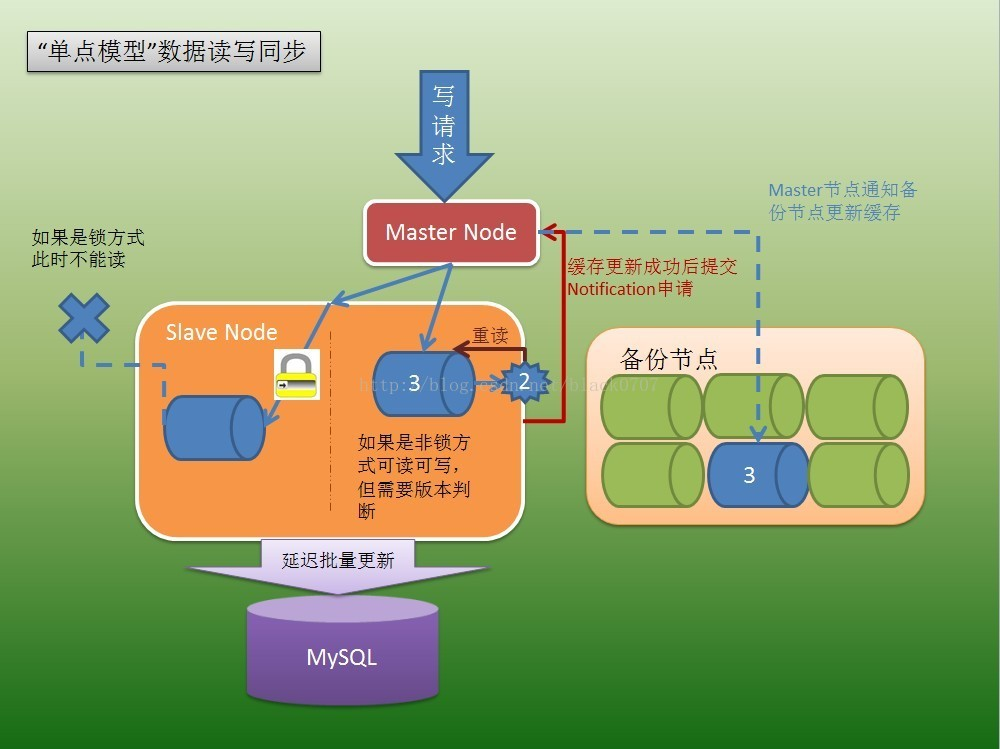 “单点模型”数据读写同步
写
请
求
Master节点通知备
份节点更新缓存
Master Node
如果是锁方式
此时不能读
缓存更新成功后提交
Notification申请
Slave Node
重读
备份节点
3
2
http://blog.csdn.net/black0707
如果是非锁方
式可读可写，
但需要版本判
断
3
延迟批量更新
MySQL